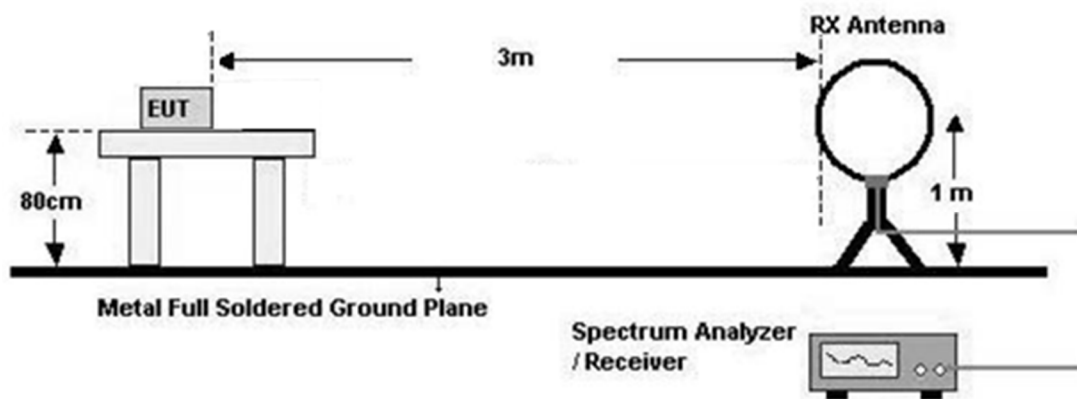 RX Antenna
3m
EUT
80cm
1 m
Metal Full Soldered Ground Plane
Spectrum Analyzer
/ Receiver